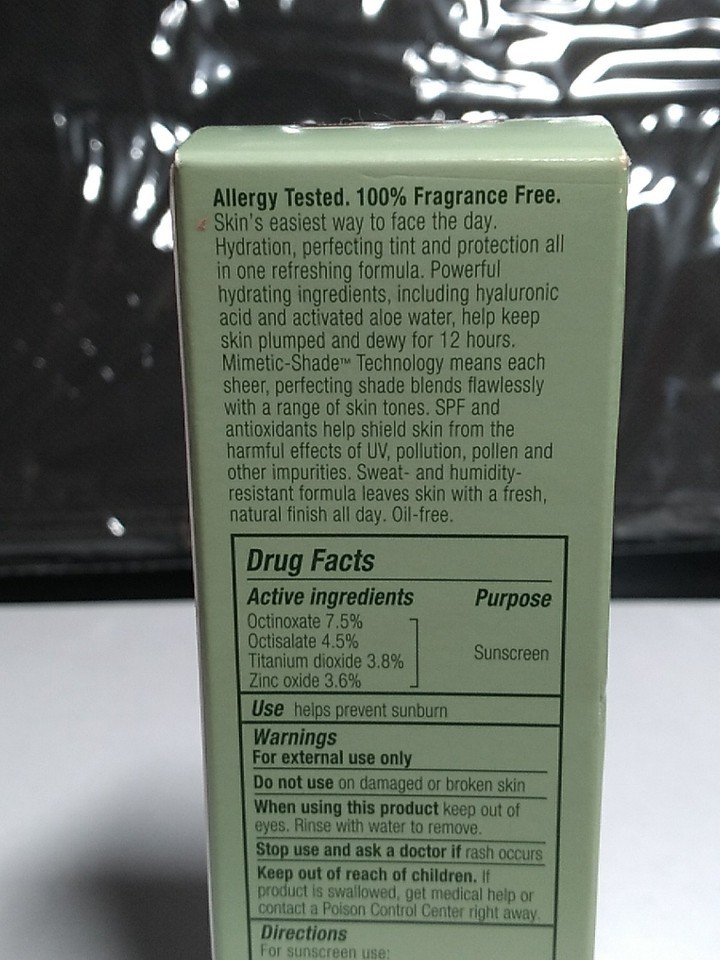 Allergy Tested. 100% Fragrance Free.
Skin's easiest way to face the day.
Hydration, perfecting tint and protection all
in one refreshing formula. Powerful
hydrating ingredients, including hyaluronic
acid and activated aloe water, help keep
skin plumped and dewy for 12 hours.
Mimetic-Shade™ Technology means each
sheer, perfecting shade blends flawlessly
with a range of skin tones. SPF and
antioxidants help shield skin from the
harmful effects of UV, pollution, pollen and
other impurities. Sweat- and humidity-
resistant formula leaves skin with a fresh,
natural finish all day. Oil-free.
Drug Facts
Active ingredients Purpose
Octinoxate 7.5%
Octisalate 4.5%
Titanium dioxide 3.8% Sunscreen
Zinc oxide 3.6%
Use helps prevent sunburn
Warnings
For external use only
Do not use on damaged or broken skin
When using this product keep out of
eyes. Rinse with water to remove.
Stop use and ask a doctor if rash occurs
Keep out of reach of children. If
product is swallowed, get medical help or
contact a Poison Control Center right away.
Directions
For sunscreen use: